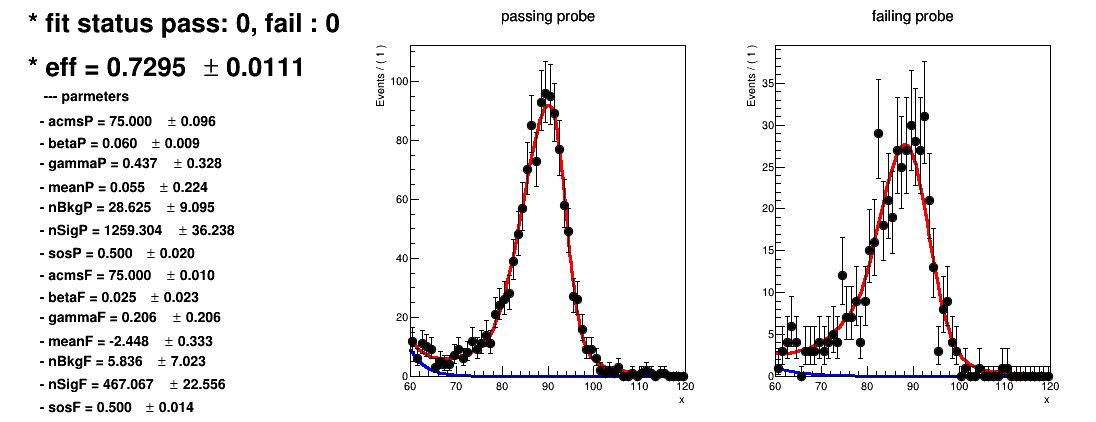 * fit status pass: 0, fail : 0
* eff = 0.7295 ± 0.0111
--- parmeters
- acmsP = 75.000 ± 0.096
- betaP = 0.060 ± 0.009
- gammaP = 0.437 ± 0.328
- meanP = 0.055 ± 0.224
- nBkgP = 28.625 ± 9.095
- nSigP = 1259.304 ± 36.238
- sosP = 0.500 ± 0.020
- acmsF = 75.000 ± 0.010
- betaF = 0.025 ± 0.023
- gammaF = 0.206 ± 0.206
- meanF = -2.448 ± 0.333
- nBkgF = 5.836 ± 7.023
- nSigF = 467.067 ± 22.556
- sosF = 0.500 ± 0.014
passing probe
Events / ( 1 )
100
80
60
40
20
0
60 70 80 90 100 110 120
x
failing probe
Events / ( 1 )
35
30
25
20
15
10
5
0
60 70 80 90 100 110 120
x